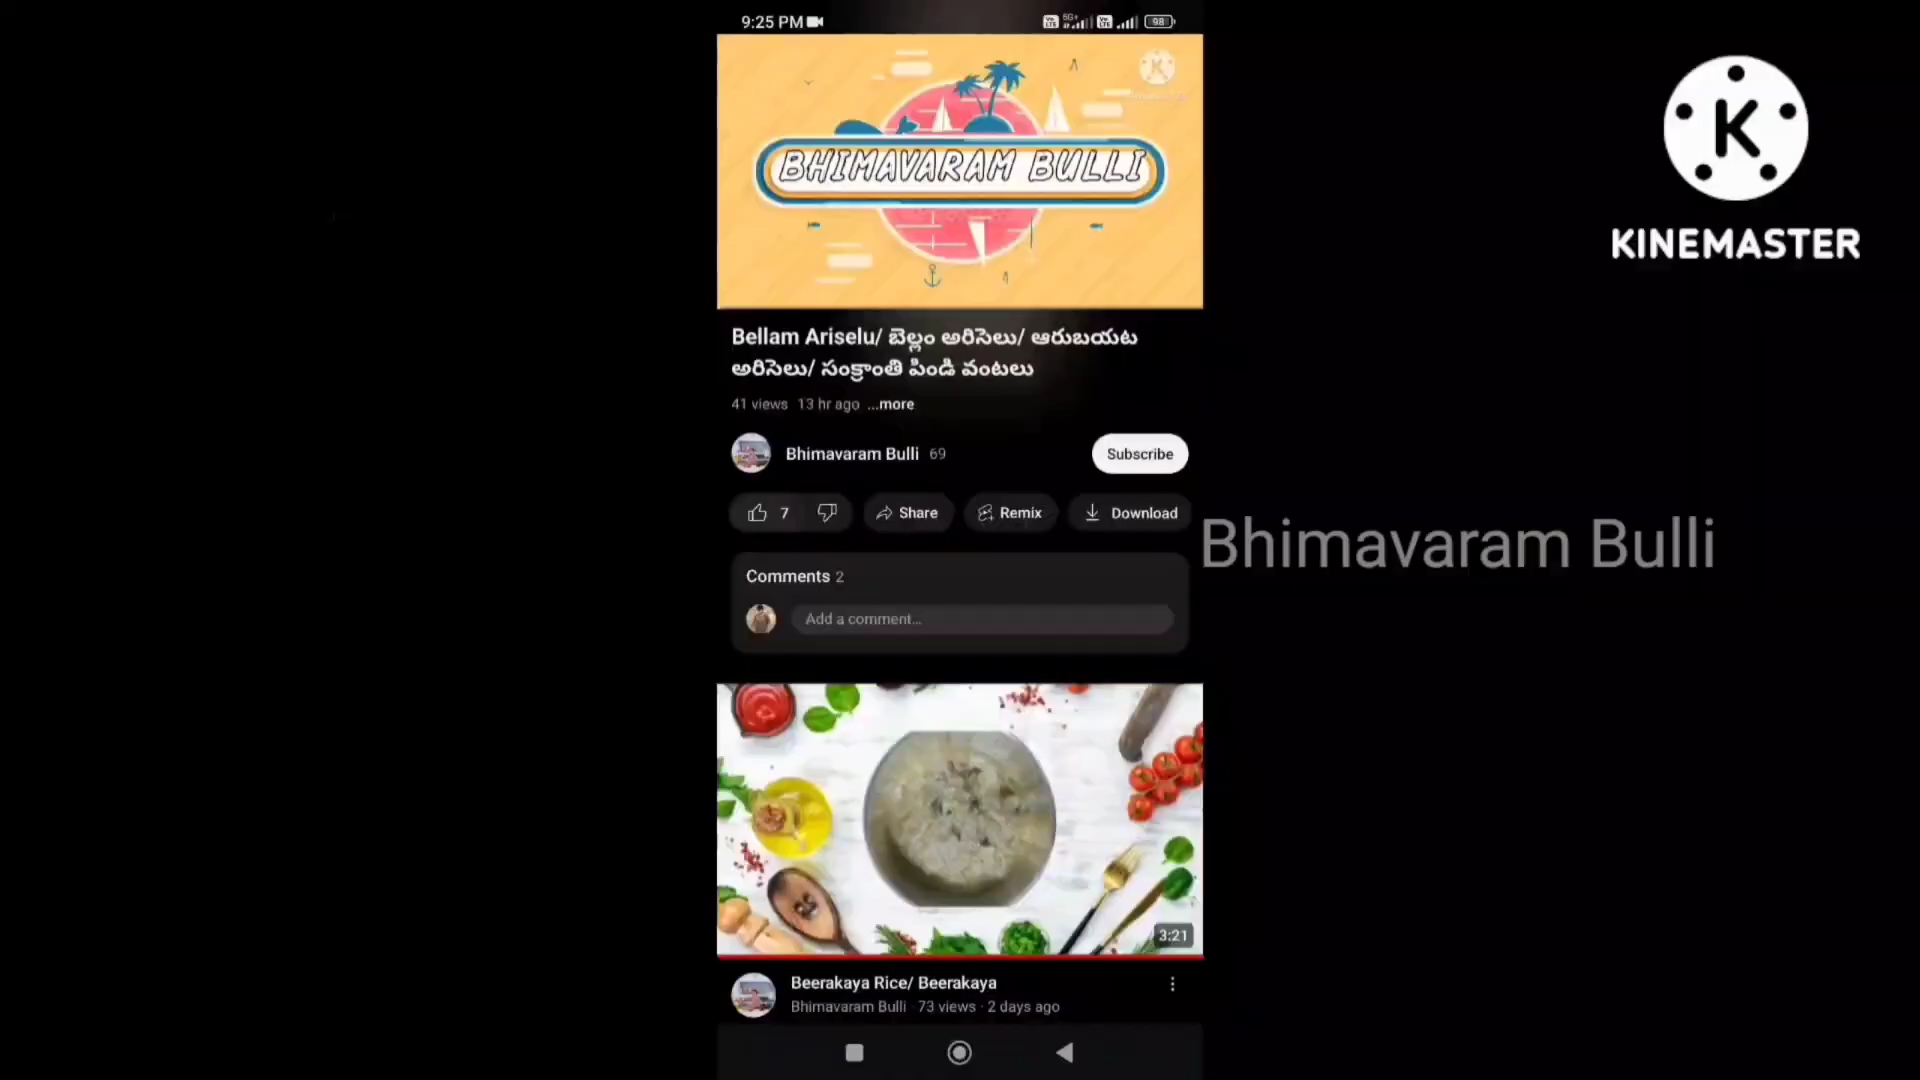 9:25 PM
98
BHIMAVARAM BULLI
Bellam Ariselu/ బెల్లం అరిసెలు/ ఆరుబయట
అరిసెలు/ సంక్రాంతి పిండి వంటలు
41 views 13 hr ago ...more
Bhimavaram Bulli 69
Subscribe
7
Share
Remix
Download
Comments 2
Add a comment...
3:21
Beerakaya Rice/ Beerakaya
Bhimavaram Bulli · 73 views · 2 days ago
K
KINEMASTER
Bhimavaram Bulli